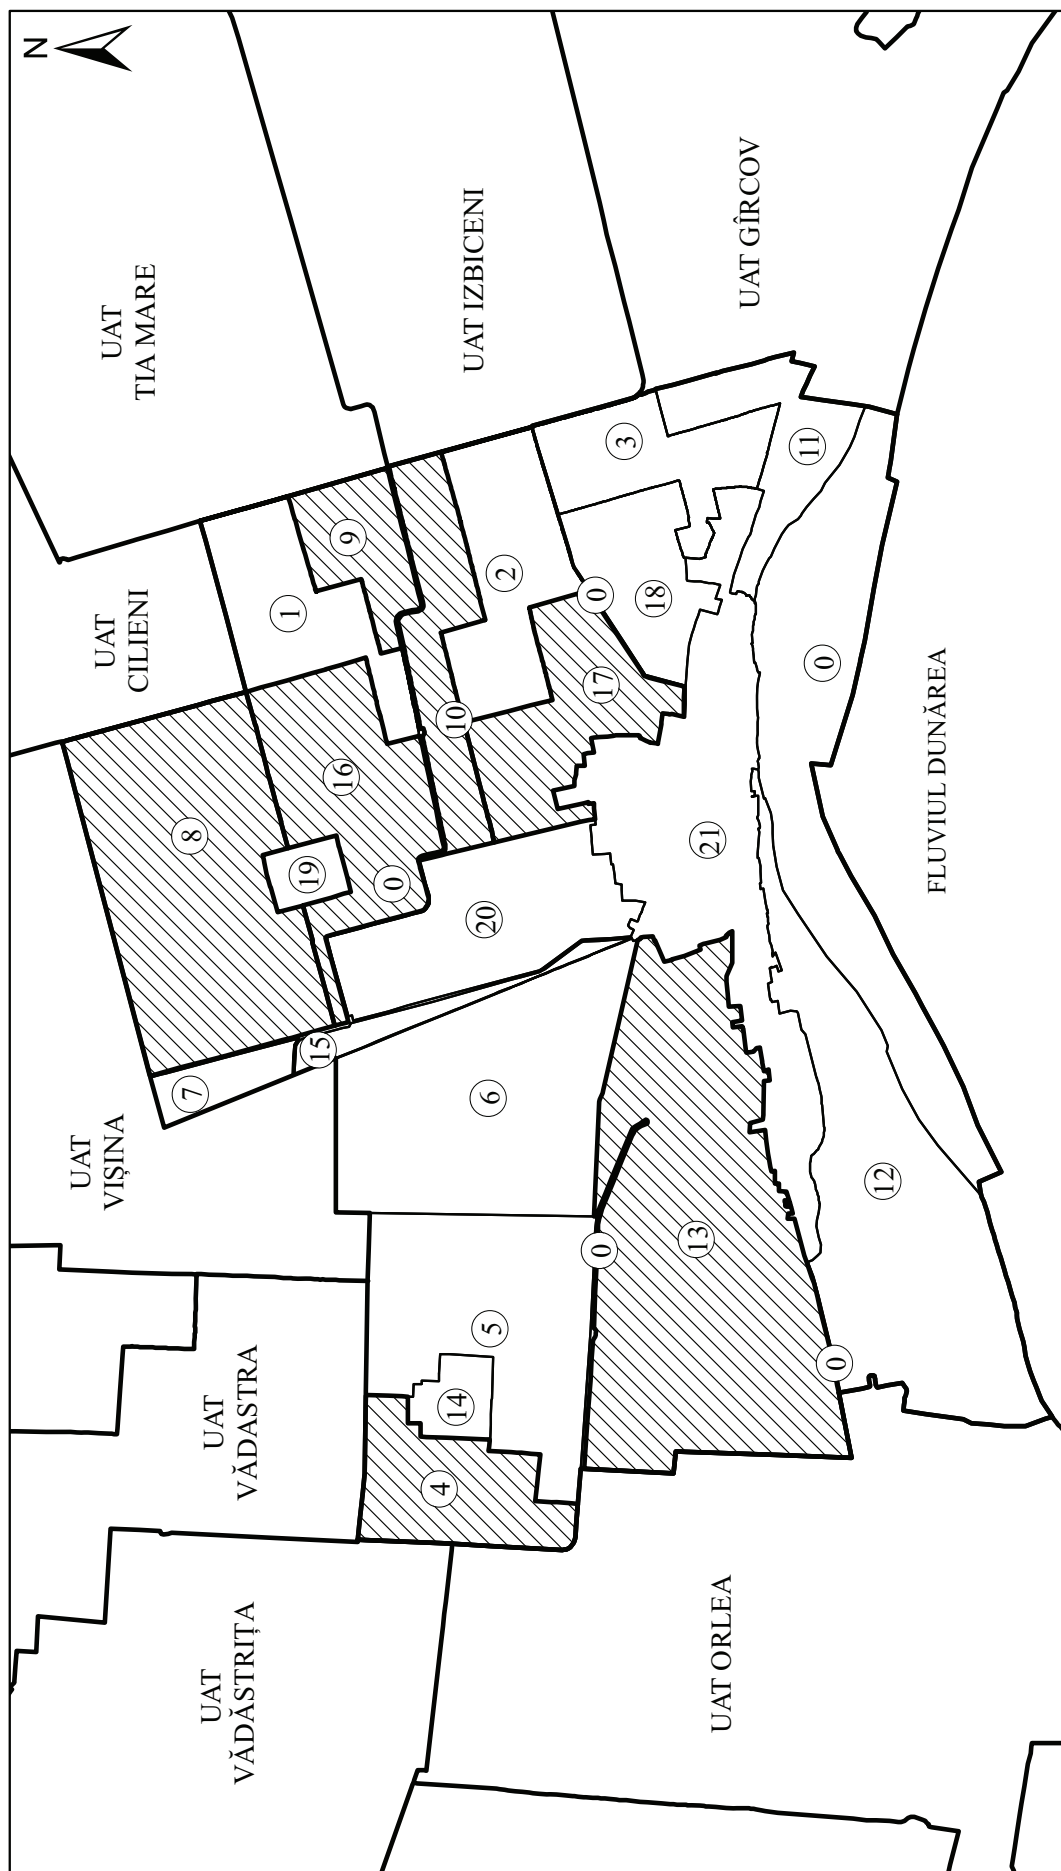 N
UAT
VIȘINA
UAT
CILIENI
UAT
TIA MARE
UAT
VĂDĂSTRIȚA
UAT
VĂDASTRA
7
8
1
15
19
16
9
0
4
14
10
5
6
20
2
UAT IZBICENI
0
17
0
3
18
13
21
UAT ORLEA
UAT GÎRCOV
11
0
0
12
FLUVIUL DUNĂREA